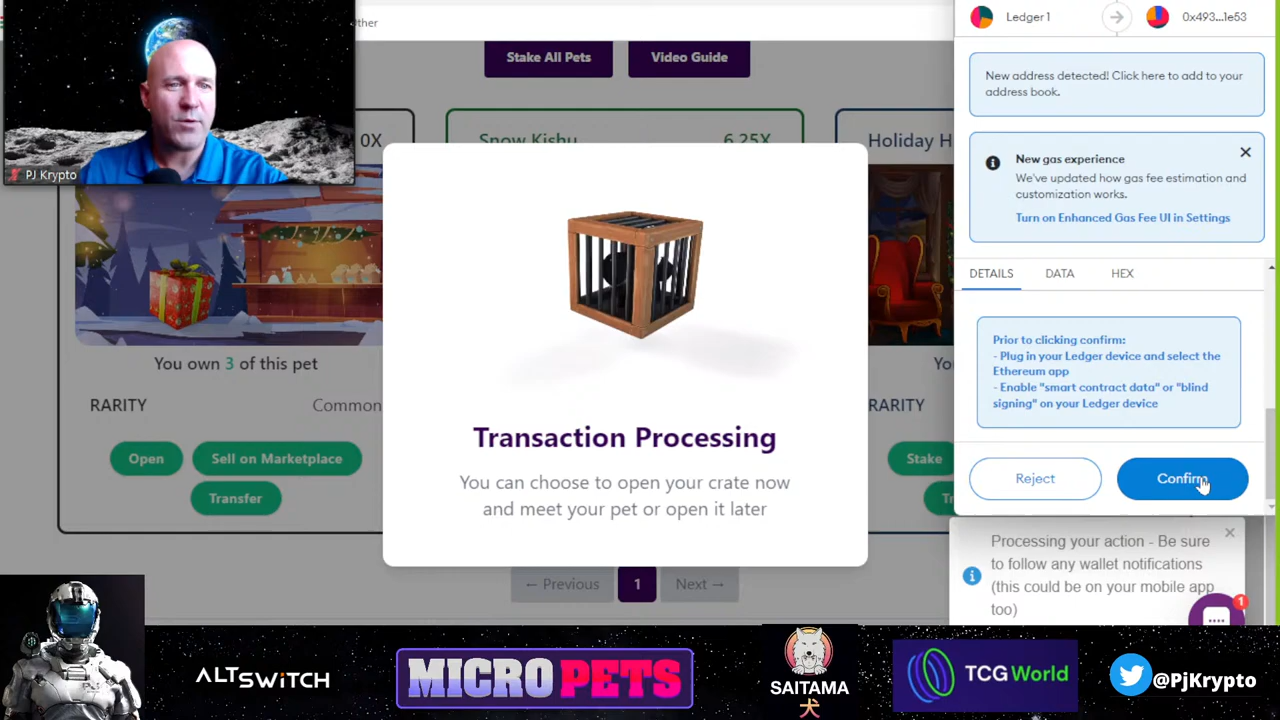 ther
PJ Krypto
Stake All Pets
Video Guide
0X
Snow Kishu
6.25X
Holiday H
You own 3 of this pet
RARITY
Common
Open
Sell on Marketplace
Transfer
Transaction Processing
You can choose to open your crate now
and meet your pet or open it later
Yo
RARITY
Stake
Tr
← Previous
1
Next →
Ledger 1
0x493...1e53
New address detected! Click here to add to your
address book.
New gas experience
We've updated how gas fee estimation and
customization works.
Turn on Enhanced Gas Fee UI in Settings
DETAILS
DATA
HEX
Prior to clicking confirm:
- Plug in your Ledger device and select the
Ethereum app
- Enable "smart contract data" or "blind
signing" on your Ledger device
Reject
Confirm
Processing your action - Be sure
to follow any wallet notifications
(this could be on your mobile app
too)
1
ALTSWITCH
MICRO PETS
SAITAMA
犬
TCG World
@PjKrypto